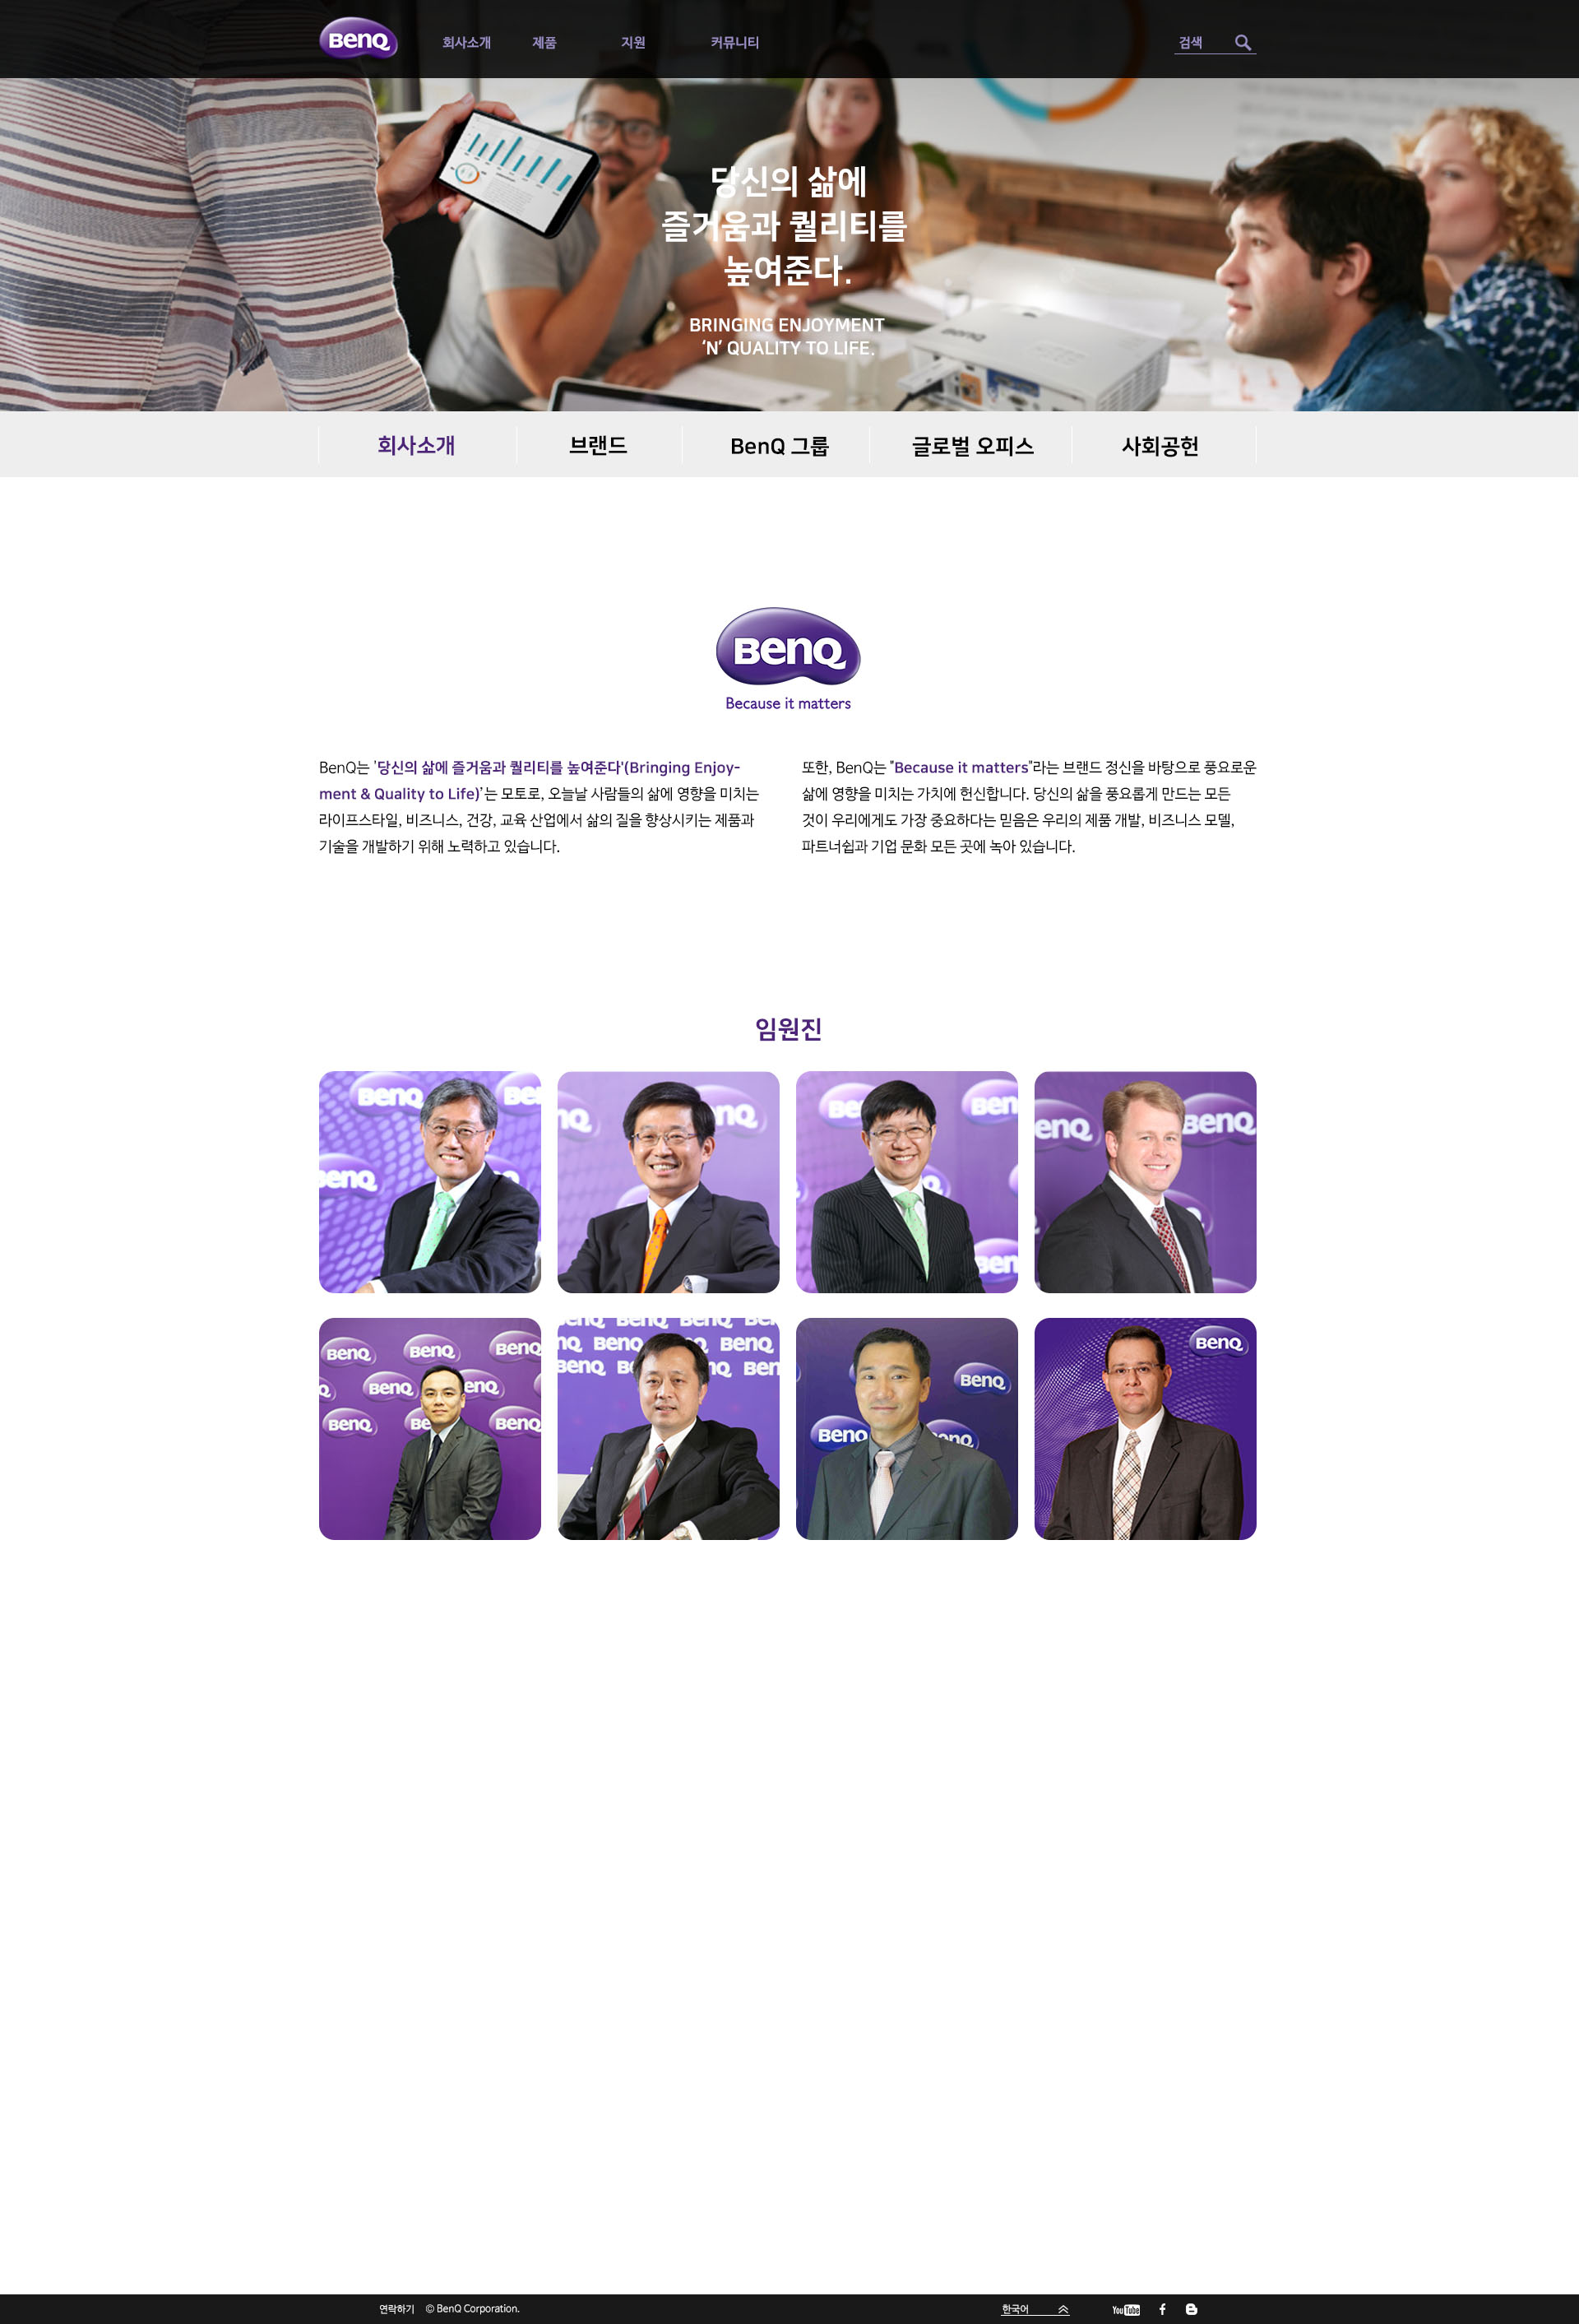 BenQ
회사소개 제품 지원 커뮤니티 검색
당신의 삶에
즐거움과 퀄리티를
높여준다.
BRINGING ENJOYMENT
‘N’ QUALITY TO LIFE.
BenQ
회사소개 브랜드 BenQ 그룹 글로벌 오피스 사회공헌
BenQ
Because it matters
BenQ는 '당신의 삶에 즐거움과 퀄리티를 높여준다'(Bringing Enjoy-
ment & Quality to Life)'는 모토로, 오늘날 사람들의 삶에 영향을 미치는
라이프스타일, 비즈니스, 건강, 교육 산업에서 삶의 질을 향상시키는 제품과
기술을 개발하기 위해 노력하고 있습니다.
또한, BenQ는 "Because it matters"라는 브랜드 정신을 바탕으로 풍요로운
삶에 영향을 미치는 가치에 헌신합니다. 당신의 삶을 풍요롭게 만드는 모든
것이 우리에게도 가장 중요하다는 믿음은 우리의 제품 개발, 비즈니스 모델,
파트너쉽과 기업 문화 모든 곳에 녹아 있습니다.
임원진
연락하기 © BenQ Corporation. 한국어 YouTube